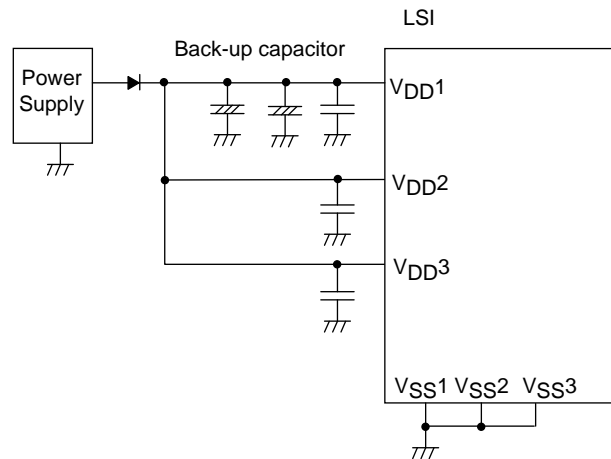 LSI
Back-up capacitor
Power
Supply
VDD1
VDD2
VDD3
VSS1 VSS2 VSS3